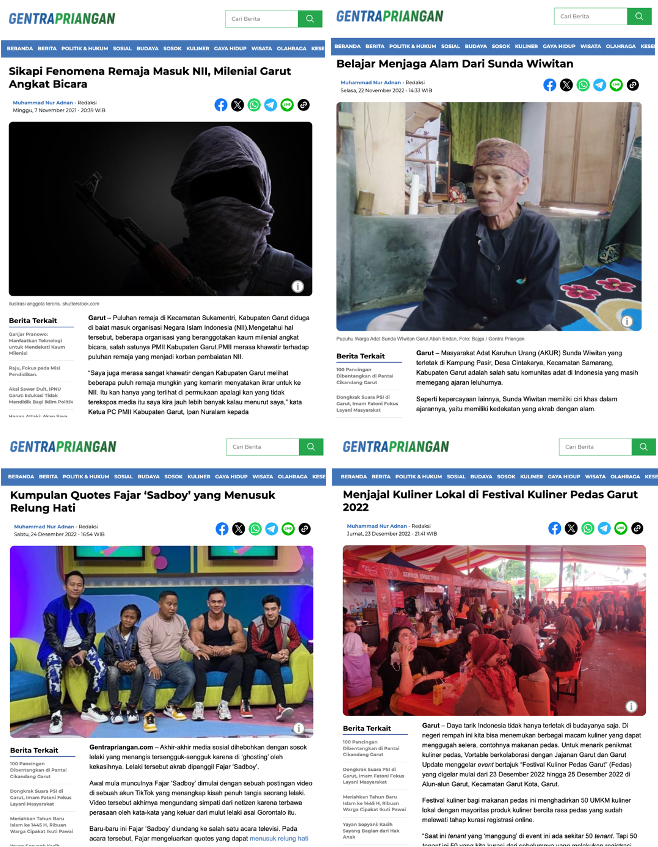 GENTRAPRIANGAN
Cari Berita
BERANDA BERITA POLITIK & HUKUM SOSIAL BUDAYA SOSOK KULINER GAYA HIDUP WISATA OLAHRAGA KESE
Sikapi Fenomena Remaja Masuk NII, Milenial Garut
Angkat Bicara
Muhammad Nur Adnan - Redaksi
Minggu, 7 November 2021 - 20:39 WIB
Ilustrasi anggota teroris. shutterstock.com
Berita Terkait
Ganjar Pranowo:
Manfaatkan Teknologi
untuk Mendekati Kaum
Milenial
Raju, Fokus pada Misi
Pendidikan.
Aksi Sower Duit, IPNU
Garut Edukasi Tidak
Mendidik Bagi Iklim Politik
Garut – Puluhan remaja di Kecamatan Sukamentri, Kabupaten Garut diduga
di baiat masuk organisasi Negara Islam Indonesia (NII).Mengetahui hal
tersebut, beberapa orang yang beranggotakan kaum milenial angkat
bicara, salah satunya PMII Kabupaten Garut.PMII merasa khawatir terhadap
puluhan remaja yang menjadi korban pembaiatan NII.
"Saya juga merasa sangat khawatir dengan Kabupaten Garut melihat
beberapa puluh remaja mungkin yang kemarin menyatakan ikrar untuk ke
NII. Itu kan hanya yang terlihat di permukaan apalagi kan yang tidak
terekspos media itu saya kira jauh lebih banyak kalau menurut saya," kata
Ketua PC PMII Kabupaten Garut, Ipan Nuralam kepada
GENTRAPRIANGAN
Cari Berita
BERANDA BERITA POLITIK & HUKUM SOSIAL BUDAYA SOSOK KULINER GAYA HIDUP WISATA OLAHRAGA KESE
Belajar Menjaga Alam Dari Sunda Wiwitan
Muhammad Nur Adnan - Redaksi
Selasa, 22 November 2022 - 14:33 WIB
Pupuhu Warga Adat Sunda Wiwitan Garut Abah Endan, Foto: Bagja / Gentra Priangan
Berita Terkait
100 Pancingan
Dibentangkan di Pantai
Cikandang Garut
Dongkrak Suara PSI di
Garut, Imam Fateni Fokus
Layani Masyarakat
Garut – Masyarakat Adat Karuhun Urang (AKUR) Sunda Wiwitan yang
terletak di Kampung Pasir, Desa Cintakarya, Kecamatan Samarang,
Kabupaten Garut adalah salah satu komunitas adat di Indonesia yang masih
memegang ajaran leluhurnya.
Seperti kepercayaan lainnya, Sunda Wiwitan memiliki ciri khas dalam
ajarannya, yaitu memiliki kedekatan yang akrab dengan alam.
GENTRAPRIANGAN
Cari Berita
BERANDA BERITA POLITIK & HUKUM SOSIAL BUDAYA SOSOK KULINER GAYA HIDUP WISATA OLAHRAGA KESE
Kumpulan Quotes Fajar 'Sadboy' yang Menusuk
Relung Hati
Muhammad Nur Adnan - Redaksi
Sabtu, 24 Desember 2022 - 16:54 WIB
Berita Terkait
100 Pancingan
Dibentangkan di Pantai
Cikandang Garut
Dongkrak Suara PSI di
Garut, Imam Fateni Fokus
Layani Masyarakat
Meriahkan Tahun Baru
Islam ke 1445 H, Ribuan
Warga Cipakat Ikuti Pawai
Gentrapriangan.com – Akhir-akhir media sosial dihebohkan dengan sosok
lelaki yang menangis tersengguk-sengguk karena di 'ghosting' oleh
kekasihnya. Lelaki tersebut akrab dipanggil Fajar 'Sadboy'.
Awal mula munculnya Fajar 'Sadboy' dimulai dengan sebuah postingan video
di sebuah akun TikTok yang mensingkap kisah penuh tangis seorang lelaki.
Video tersebut akhirnya mengundang simpati dari netizen karena terbawa
perasaan oleh kata-kata yang keluar dari mulut lelaki asal Gorontalo itu.
Baru-baru ini Fajar 'Sadboy' diundang ke salah satu acara televisi. Pada
acara tersebut, Fajar mengeluarkan quotes yang dapat menusuk relung hati
GENTRAPRIANGAN
Cari Berita
BERANDA BERITA POLITIK & HUKUM SOSIAL BUDAYA SOSOK KULINER GAYA HIDUP WISATA OLAHRAGA KESE
Menjajal Kuliner Lokal di Festival Kuliner Pedas Garut
2022
Muhammad Nur Adnan - Redaksi
Jumat, 23 Desember 2022 - 21:41 WIB
Berita Terkait
100 Pancingan
Dibentangkan di Pantai
Cikandang Garut
Dongkrak Suara PSI di
Garut, Imam Fateni Fokus
Layani Masyarakat
Meriahkan Tahun Baru
Islam ke 1445 H, Ribuan
Warga Cipakat Ikuti Pawai
Yayan Sopyani: Kadih
Sayang Bagian dari Hak
Anak
Garut – Daya tarik Indonesia tidak hanya terletak di budayanya saja. Di
negeri rempah ini kita bisa menemukan berbagai macam kuliner yang dapat
menggugah selera, contohnya makanan pedas. Untuk menarik penikmat
kuliner pedas, Vortable berkolaborasi dengan Jajanan Garut dan Garut
Update menggelar event bertajuk "Festival Kuliner Pedas Garut" (Fedas)
yang digelar mulai dari 23 Desember 2022 hingga 25 Desember 2022 di
Alun-alun Garut, Kecamatan Garut Kota, Garut.
Festival kuliner bagi makanan pedas ini menghadirkan 50 UMKM kuliner
lokal dengan mayoritas produk kuliner bercita rasa pedas yang sudah
melewati tahap kurasi registrasi online.
"Saat ini tenant yang 'manggung' di event ini ada sekitar 50 tenant. Tapi 50